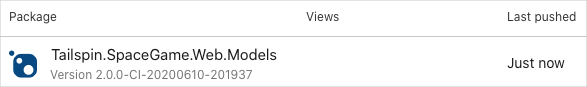 Package Views Last pushed
Tailspin.SpaceGame.Web.Models
Just now
Version 2.0.0-CI-20200610-201937